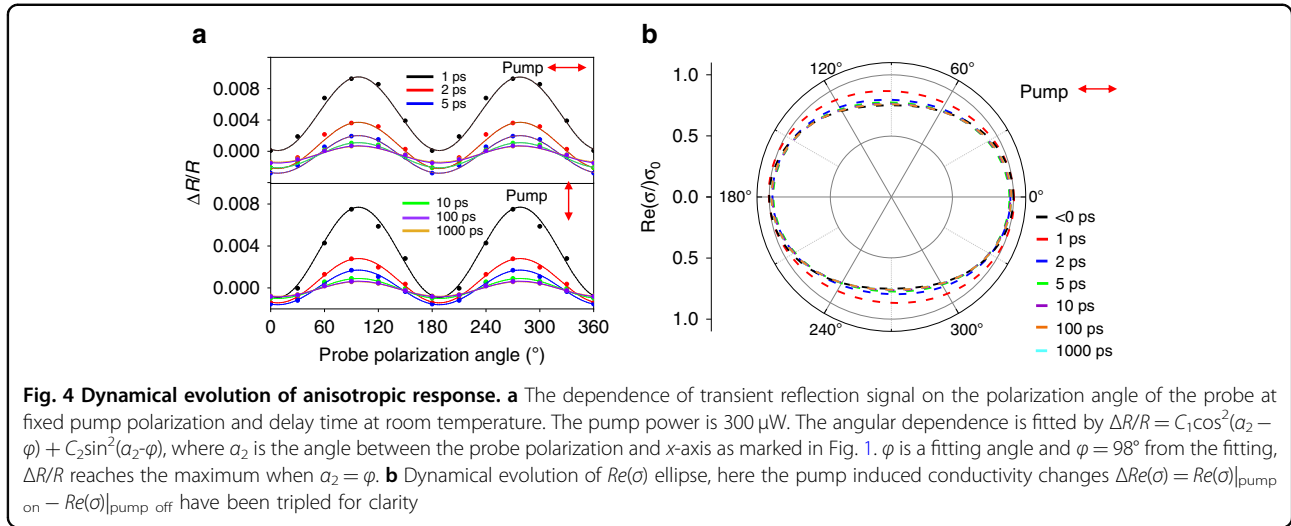 a
Pump
1 ps
2 ps
5 ps
0.008
0.004
0.000
ΔR/R
Pump
10 ps
100 ps
1000 ps
0.008
0.004
0.000
0 60 120 180 240 300 360
Probe polarization angle (°)
b
1.0
0.5
0.0
0.5
1.0
Re(σ/)σ0
120°
60°
180°
0°
240°
300°
Pump
<0 ps
1 ps
2 ps
5 ps
10 ps
100 ps
1000 ps
Fig. 4 Dynamical evolution of anisotropic response. a The dependence of transient reflection signal on the polarization angle of the probe at
fixed pump polarization and delay time at room temperature. The pump power is 300 μW. The angular dependence is fitted by ΔR/R = C₁cos²(α₂ −
φ) + C₂sin²(α₂-φ), where α₂ is the angle between the probe polarization and x-axis as marked in Fig. 1. φ is a fitting angle and φ = 98° from the fitting,
ΔR/R reaches the maximum when α₂ = φ. b Dynamical evolution of Re(σ) ellipse, here the pump induced conductivity changes ΔRe(σ) = Re(σ)|pump
on − Re(σ)|pump off have been tripled for clarity